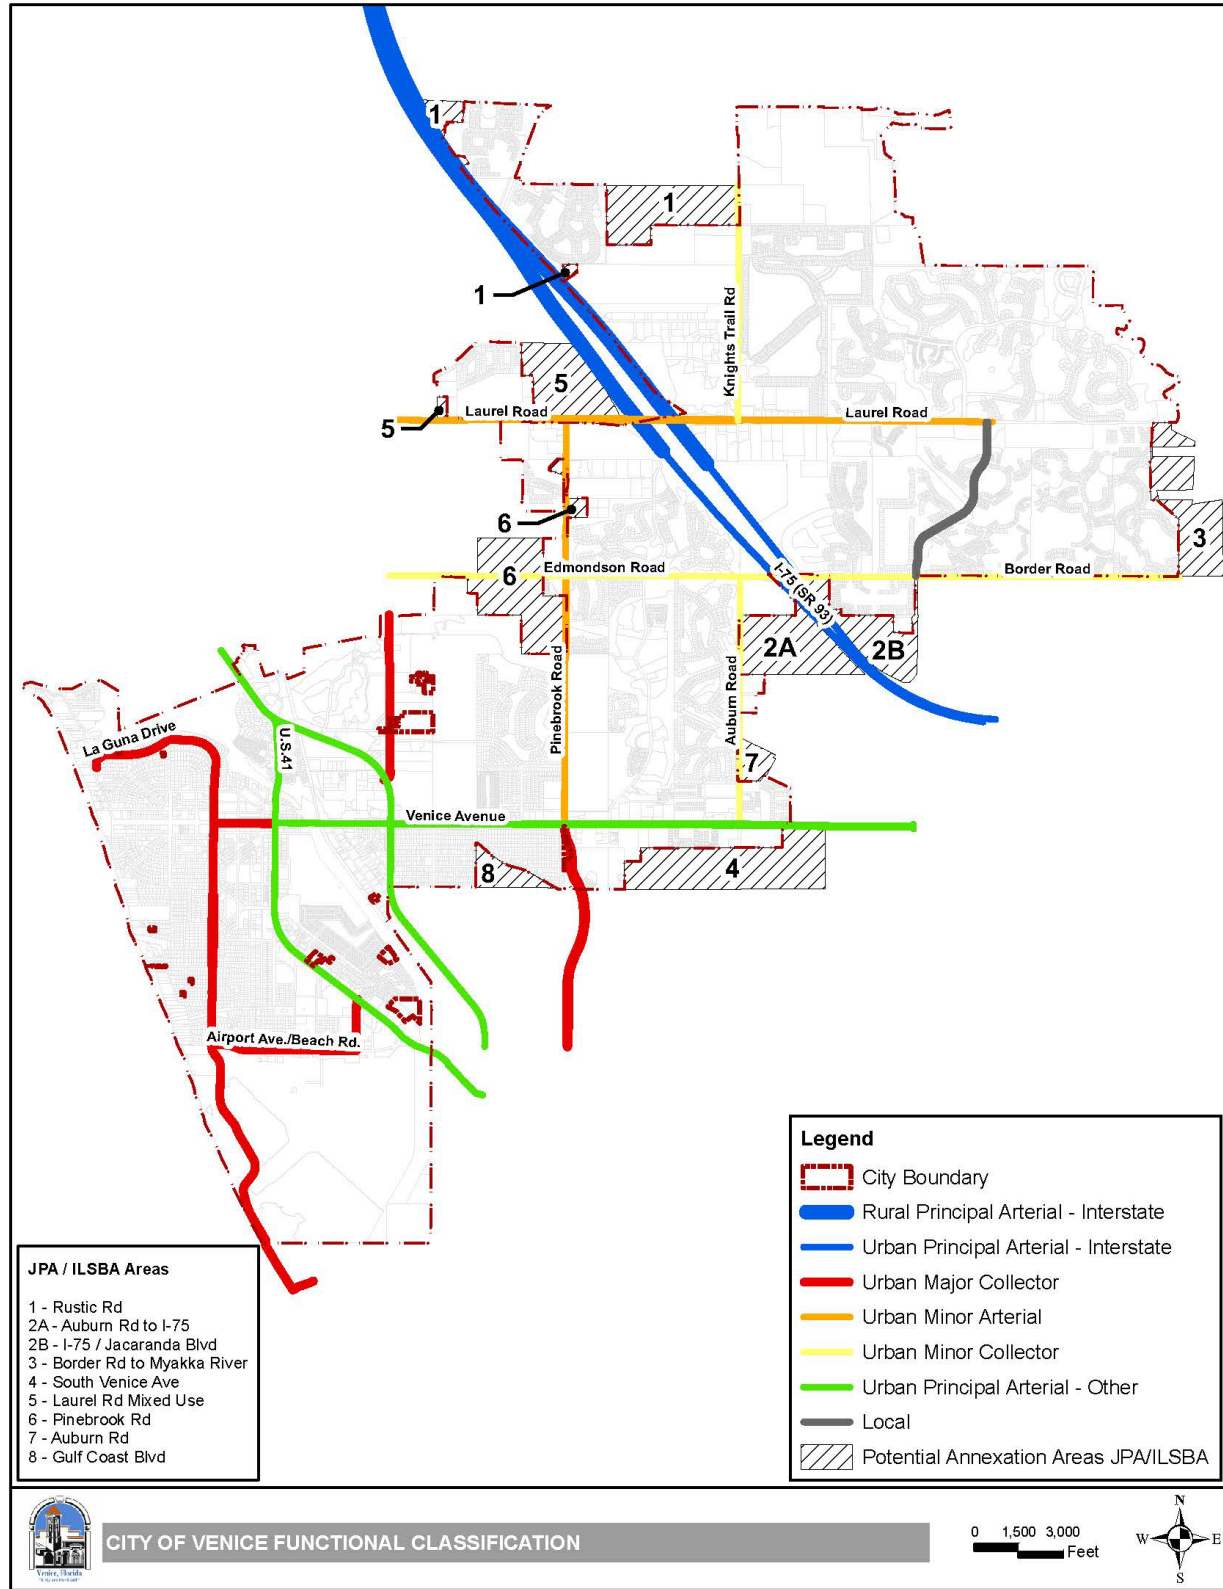 1
1
1
Knights Trail Rd
5
Laurel Road
Laurel Road
5
6
3
6
Edmondson Road
Border Road
I-75 (SR 93)
2A
2B
Pinebrook Road
Auburn Road
La Guna Drive
U.S.41
7
Venice Avenue
8
4
Airport Ave./Beach Rd.
Legend
City Boundary
Rural Principal Arterial - Interstate
Urban Principal Arterial - Interstate
Urban Major Collector
Urban Minor Arterial
Urban Minor Collector
Urban Principal Arterial - Other
Local
Potential Annexation Areas JPA/ILSBA
JPA / ILSBA Areas
1 - Rustic Rd
2A - Auburn Rd to I-75
2B - I-75 / Jacaranda Blvd
3 - Border Rd to Myakka River
4 - South Venice Ave
5 - Laurel Rd Mixed Use
6 - Pinebrook Rd
7 - Auburn Rd
8 - Gulf Coast Blvd
Venice, Florida
CITY OF VENICE FUNCTIONAL CLASSIFICATION
0 1,500 3,000
Feet
N
W E
S